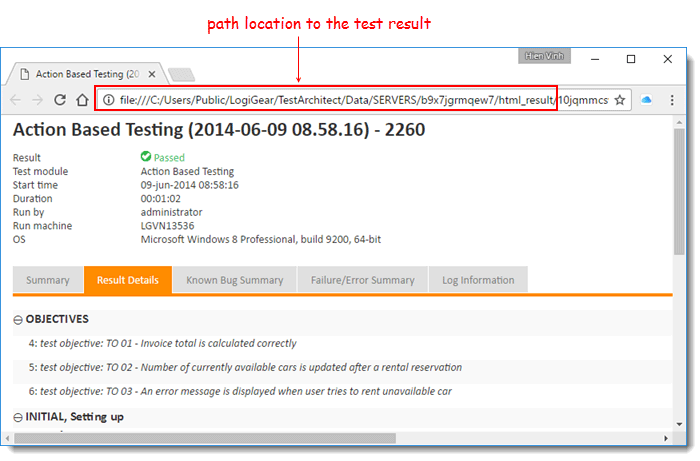 path location to the test result
Hien Vinh
Action Based Testing (20
file:///C:/Users/Public/LogiGear/TestArchitect/Data/SERVERS/b9x7jgrmqew7/html_result/10jqmmcs
Action Based Testing (2014-06-09 08.58.16) - 2260
Result Passed
Test module Action Based Testing
Start time 09-jun-2014 08:58:16
Duration 00:01:02
Run by administrator
Run machine LGVN13536
OS Microsoft Windows 8 Professional, build 9200, 64-bit
Summary Result Details Known Bug Summary Failure/Error Summary Log Information
OBJECTIVES
4: test objective: TO 01 - Invoice total is calculated correctly
5: test objective: TO 02 - Number of currently available cars is updated after a rental reservation
6: test objective: TO 03 - An error message is displayed when user tries to rent unavailable car
INITIAL, Setting up